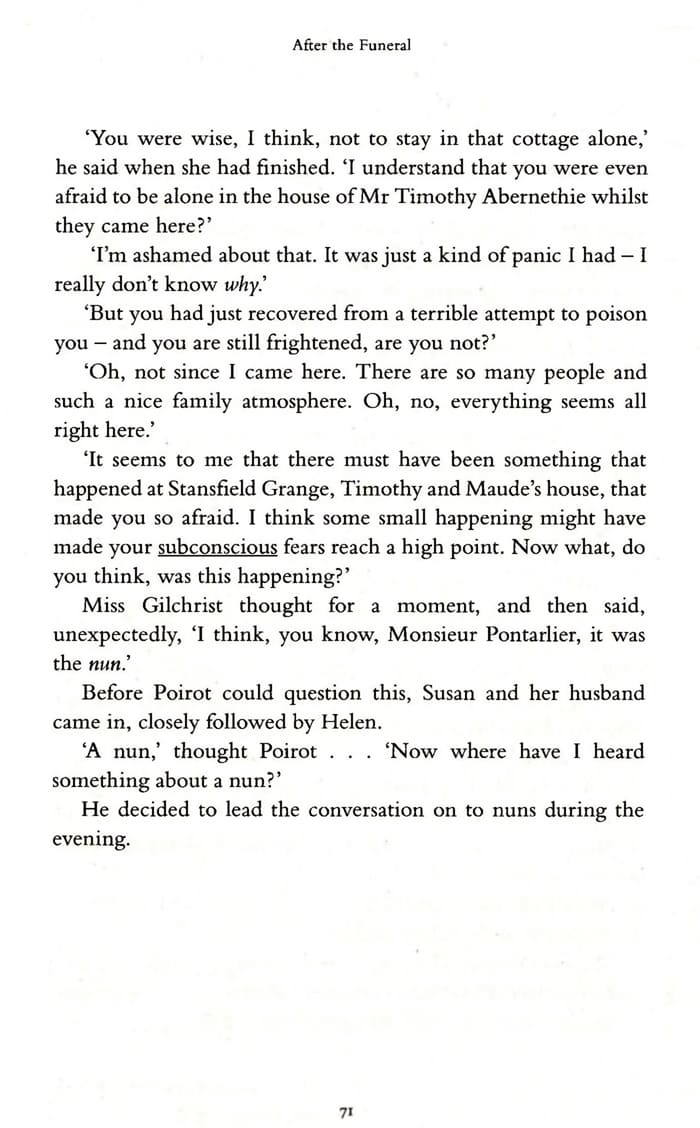 After the Funeral
‘You were wise, I think, not to stay in that cottage alone,’
he said when she had finished. ‘I understand that you were even
afraid to be alone in the house of Mr Timothy Abernethie whilst
they came here?’
‘I’m ashamed about that. It was just a kind of panic I had – I
really don’t know why.’
‘But you had just recovered from a terrible attempt to poison
you – and you are still frightened, are you not?’
‘Oh, not since I came here. There are so many people and
such a nice family atmosphere. Oh, no, everything seems all
right here.’
‘It seems to me that there must have been something that
happened at Stansfield Grange, Timothy and Maude’s house, that
made you so afraid. I think some small happening might have
made your subconscious fears reach a high point. Now what, do
you think, was this happening?’
Miss Gilchrist thought for a moment, and then said,
unexpectedly, ‘I think, you know, Monsieur Pontarlier, it was
the nun.’
Before Poirot could question this, Susan and her husband
came in, closely followed by Helen.
‘A nun,’ thought Poirot . . . ‘Now where have I heard
something about a nun?’
He decided to lead the conversation on to nuns during the
evening.
71